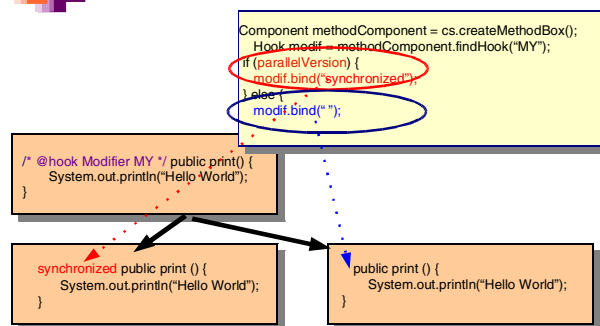 Component methodComponent = cs.createMethodBox();
Hook modif = methodComponent.findHook(“MY”);
if (parallelVersion) {
modif.bind(“synchronized”);
} else {
modif.bind(“ ”);
}
/* @hook Modifier MY */ public print() {
System.out.println(“Hello World”);
}
synchronized public print () {
System.out.println(“Hello World”);
}
public print () {
System.out.println(“Hello World”);
}